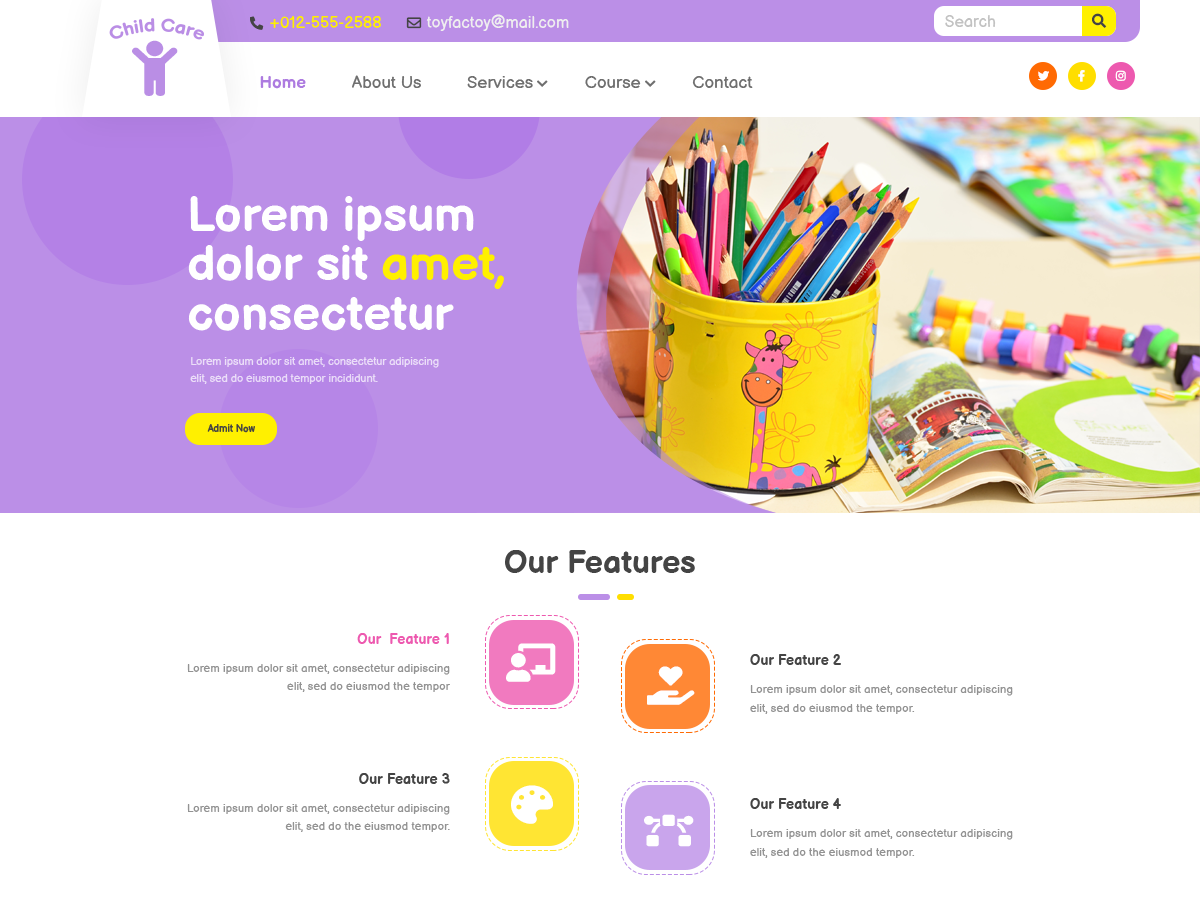 Child Care
+012-555-2588
toyfactoy@mail.com
Search
Home
About Us
Services
Course
Contact
Lorem ipsum
dolor sit amet,
consectetur
Lorem ipsum dolor sit amet, consectetur adipiscing
elit, sed do eiusmod tempor incididunt.
Admit Now
Our Features
Our Feature 1
Lorem ipsum dolor sit amet, consectetur adipiscing
elit, sed do eiusmod the tempor
Our Feature 2
Lorem ipsum dolor sit amet, consectetur adipiscing
elit, sed do eiusmod the tempor.
Our Feature 3
Lorem ipsum dolor sit amet, consectetur adipiscing
elit, sed do the eiusmod tempor.
Our Feature 4
Lorem ipsum dolor sit amet, consectetur adipiscing
elit, sed do the eiusmod tempor.